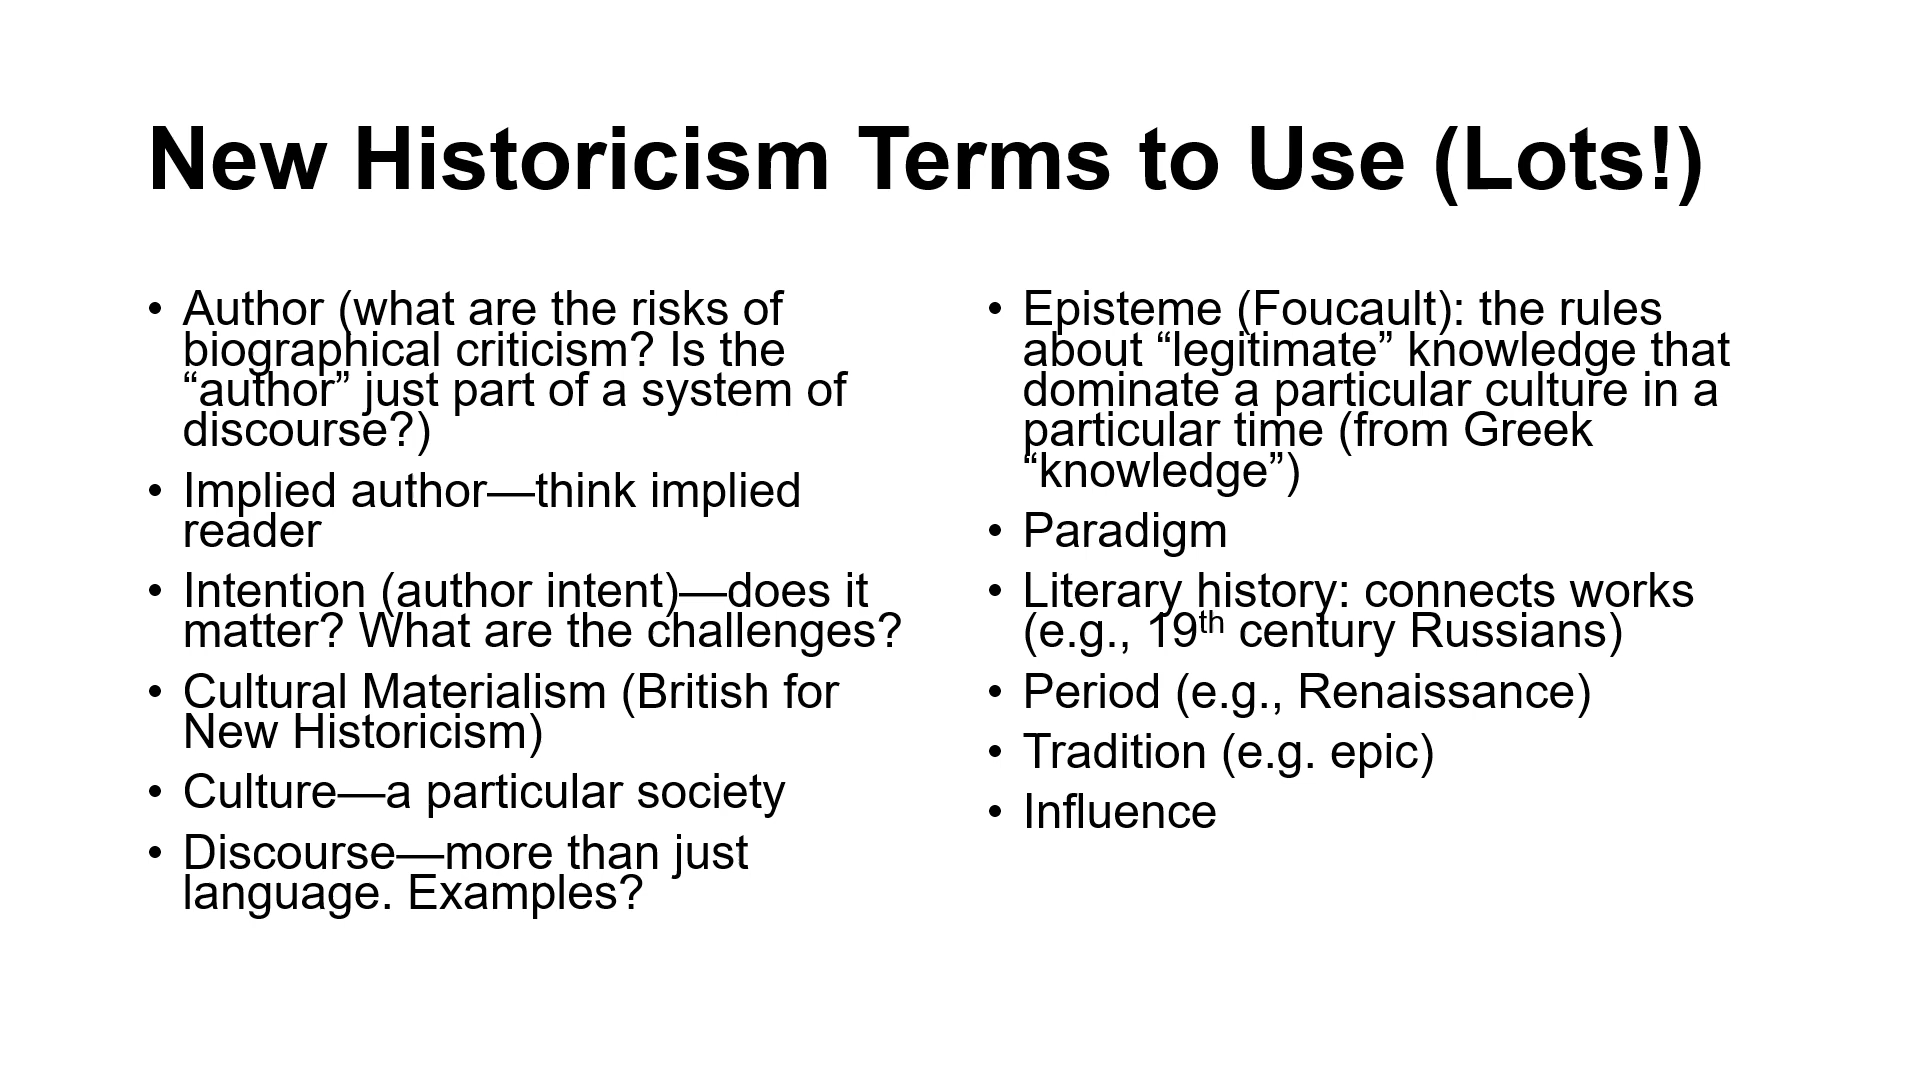 New Historicism Terms to Use (Lots!)
• Author (what are the risks of
biographical criticism? Is the
“author” just part of a system of
discourse?)
• Implied author—think implied
reader
• Intention (author intent)—does it
matter? What are the challenges?
• Cultural Materialism (British for
New Historicism)
• Culture—a particular society
• Discourse—more than just
language. Examples?
• Episteme (Foucault): the rules
about “legitimate” knowledge that
dominate a particular culture in a
particular time (from Greek
“knowledge”)
• Paradigm
• Literary history: connects works
(e.g., 19th century Russians)
• Period (e.g., Renaissance)
• Tradition (e.g. epic)
• Influence